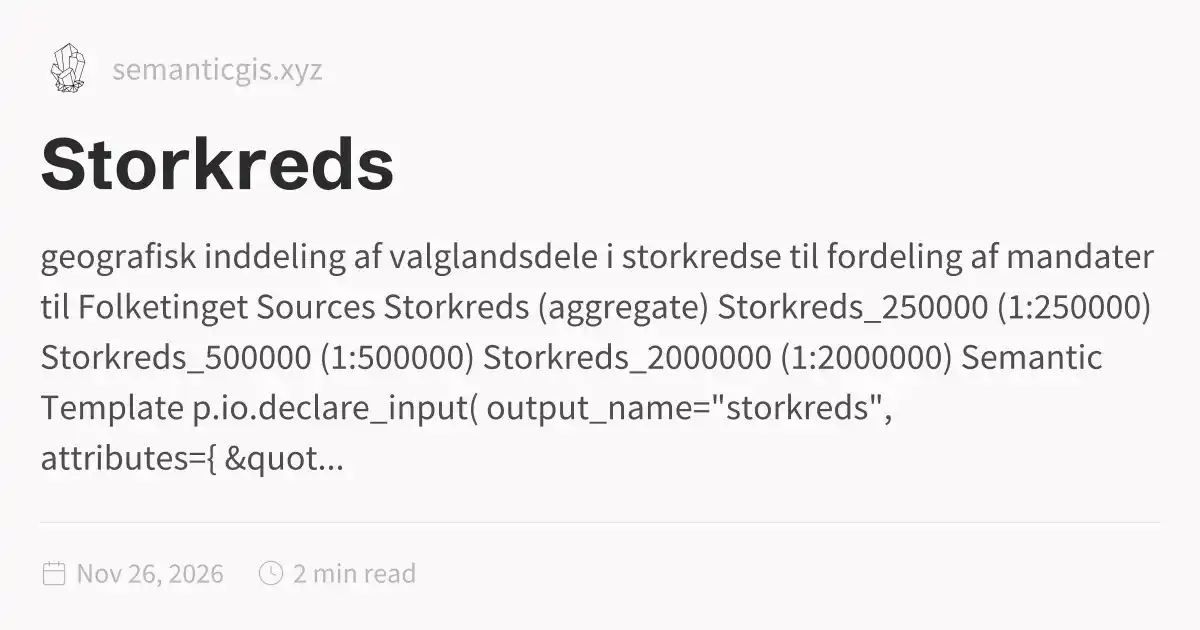 semanticgis.xyz
Storkreds
geografisk inddeling af valglandsdele i storkredse til fordeling af mandater
til Folketinget Sources Storkreds (aggregate) Storkreds_250000 (1:250000)
Storkreds_500000 (1:500000) Storkreds_2000000 (1:2000000) Semantic
Template p.io.declare_input( output_name="storkreds",
attributes={ &quot...
Nov 26, 2026 2 min read